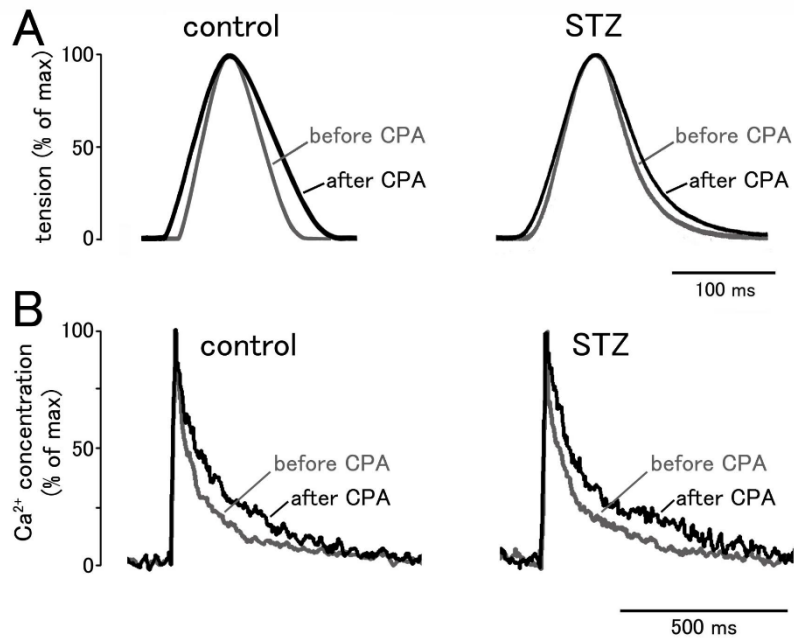 A
control
STZ
tension (% of max)
100
50
0
before CPA
after CPA
before CPA
after CPA
100 ms
B
control
STZ
Ca²⁺ concentration
(% of max)
100
50
0
before CPA
after CPA
before CPA
after CPA
500 ms